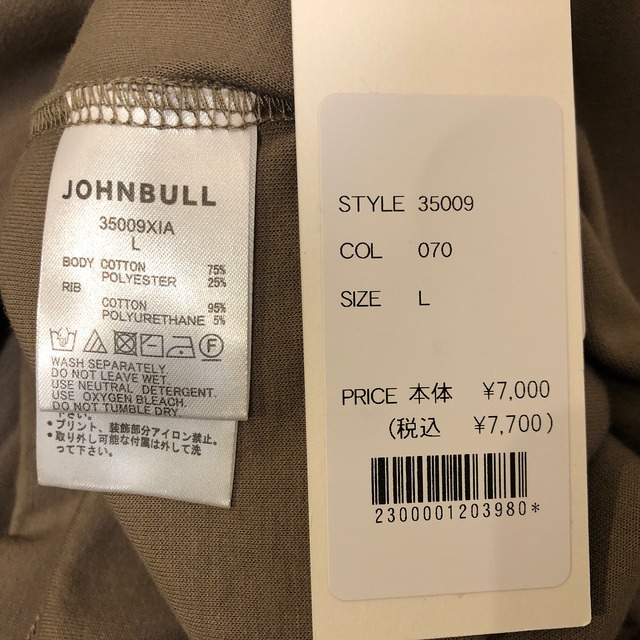 JOHNBULL
35009XIA
L
BODY COTTON 75%
POLYESTER 25%
RIB
COTTON 95%
POLYURETHANE 5%
F
WASH SEPARATELY
DO NOT LEAVE WET
USE NEUTRAL DETERGENT.
USE OXYGEN BLEACH.
DO NOT TUMBLE DRY
下さい。
・プリント、装飾部分アイロン禁止。
・取り外し可能な付属は外して洗
って下さい。
STYLE 35009
COL 070
SIZE L
PRICE 本体 ¥7,000
(税込 ¥7,700)
2300001203980*